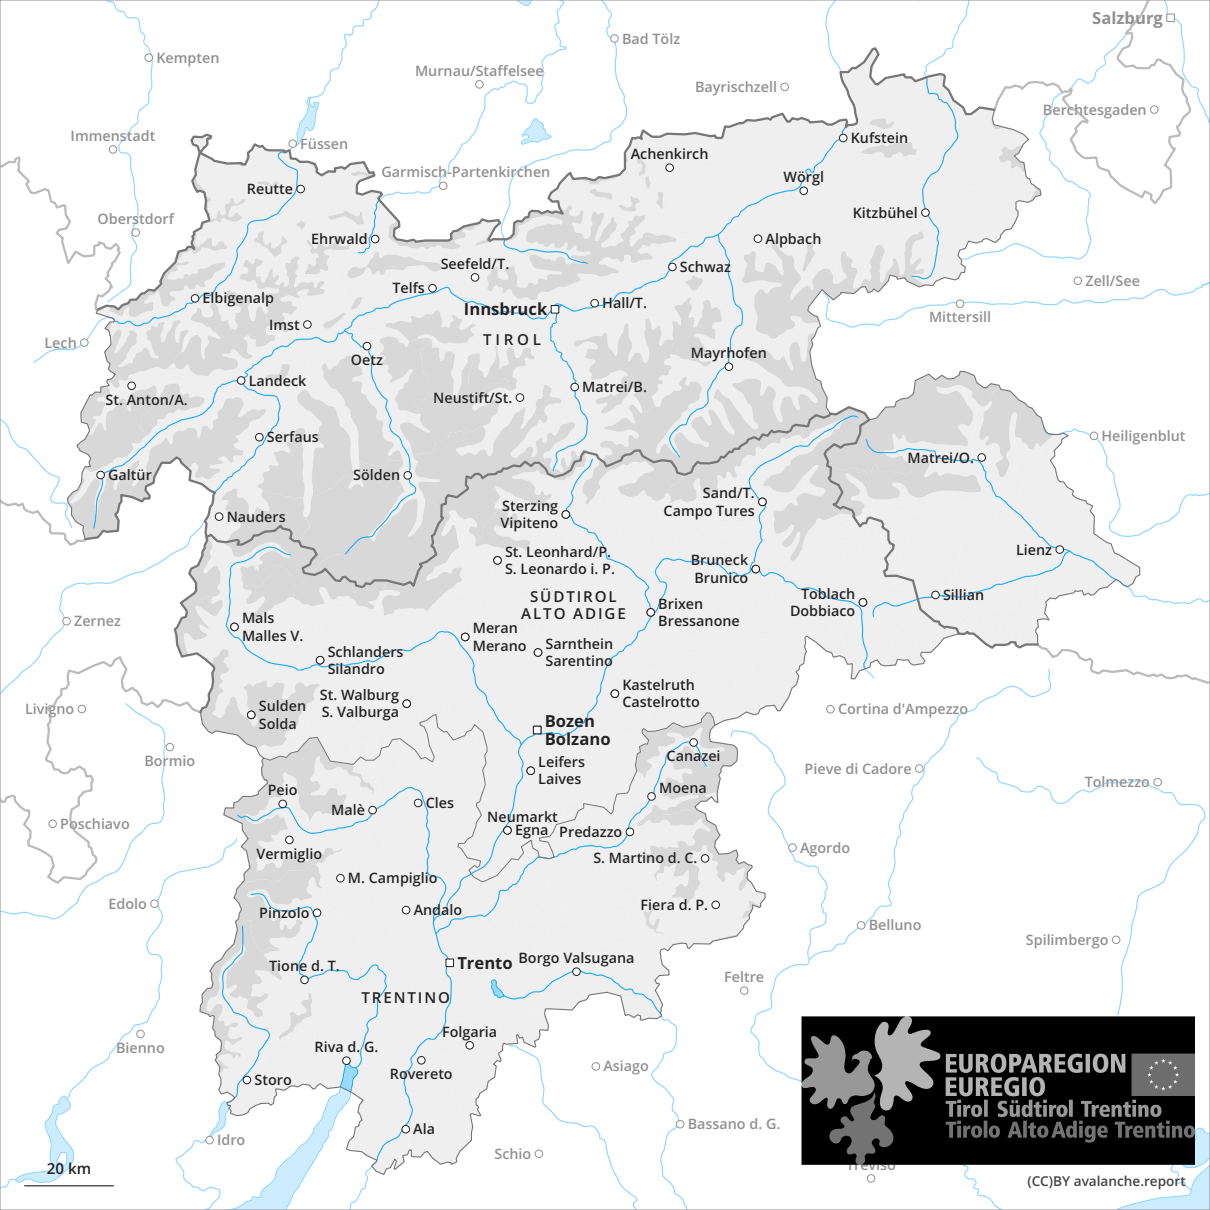 Salzburg
Bad Tölz
Kempten
Murnau/Staffelsee
Bayrischzell
Berchtesgaden
Immenstadt
Füssen
Kufstein
Achenkirch
Garmisch-Partenkirchen
Wörgl
Reutte
Oberstdorf
Kitzbühel
Ehrwald
Alpbach
Seefeld/T.
Schwaz
Zell/See
Telfs
Elbigenalp
Hall/T.
Innsbruck
Mittersill
Imst
TIROL
Lech
Mayrhofen
Oetz
Landeck
Matrei/B.
St. Anton/A.
Neustift/St.
Serfaus
Heiligenblut
Matrei/O.
Galtür
Sölden
Sand/T.
Campo Tures
Sterzing
Vipiteno
Nauders
Lienz
St. Leonhard/P.
S. Leonardo i. P.
Bruneck
Brunico
SÜDTIROL
ALTO ADIGE
Toblach
Dobbiaco
Sillian
Brixen
Bressanone
Zernez
Mals
Malles V.
Meran
Merano
Sarnthein
Sarentino
Schlanders
Silandro
Kastelruth
Castelrotto
St. Walburg
S. Valburga
Sulden
Solda
Livigno
Cortina d'Ampezzo
Bozen
Bolzano
Bormio
Canazei
Leifers
Laives
Pieve di Cadore
Tolmezzo
Peio
Moena
Malè
Cles
Neumarkt
Egna
Predazzo
Poschiavo
Vermiglio
Agordo
S. Martino d. C.
M. Campiglio
Edolo
Fiera d. P.
Pinzolo
Andalo
Belluno
Spilimbergo
Borgo Valsugana
Trento
Tione d. T.
Feltre
TRENTINO
Folgaria
Bienno
Riva d. G.
Asiago
Rovereto
Storo
EUROPAREGION
EUREGIO
Tirol Südtirol Trentino
Tirolo Alto Adige Trentino
Bassano d. G.
Ala
Idro
Schio
Treviso
20 km
(CC)BY avalanche.report